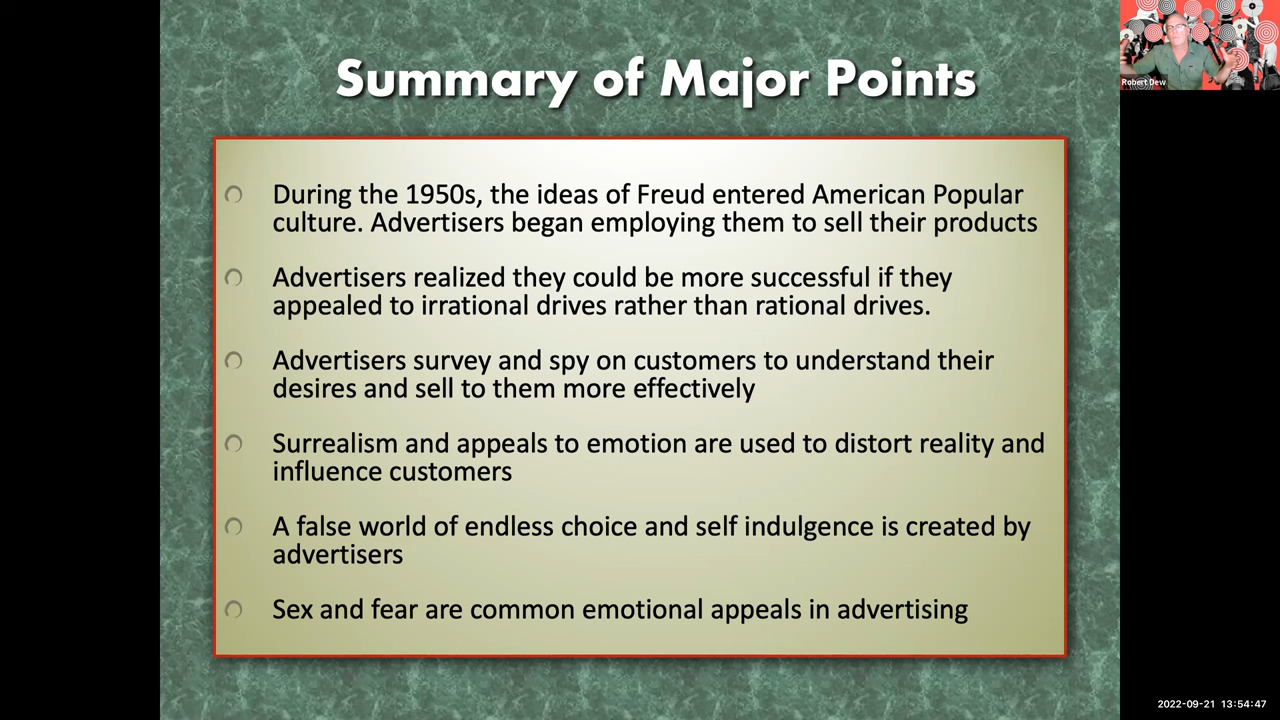 Summary of Major Points
During the 1950s, the ideas of Freud entered American Popular
culture. Advertisers began employing them to sell their products
Advertisers realized they could be more successful if they
appealed to irrational drives rather than rational drives.
Advertisers survey and spy on customers to understand their
desires and sell to them more effectively
Surrealism and appeals to emotion are used to distort reality and
influence customers
A false world of endless choice and self indulgence is created by
advertisers
Sex and fear are common emotional appeals in advertising
Robert Dew
2022-09-21 13:54:47